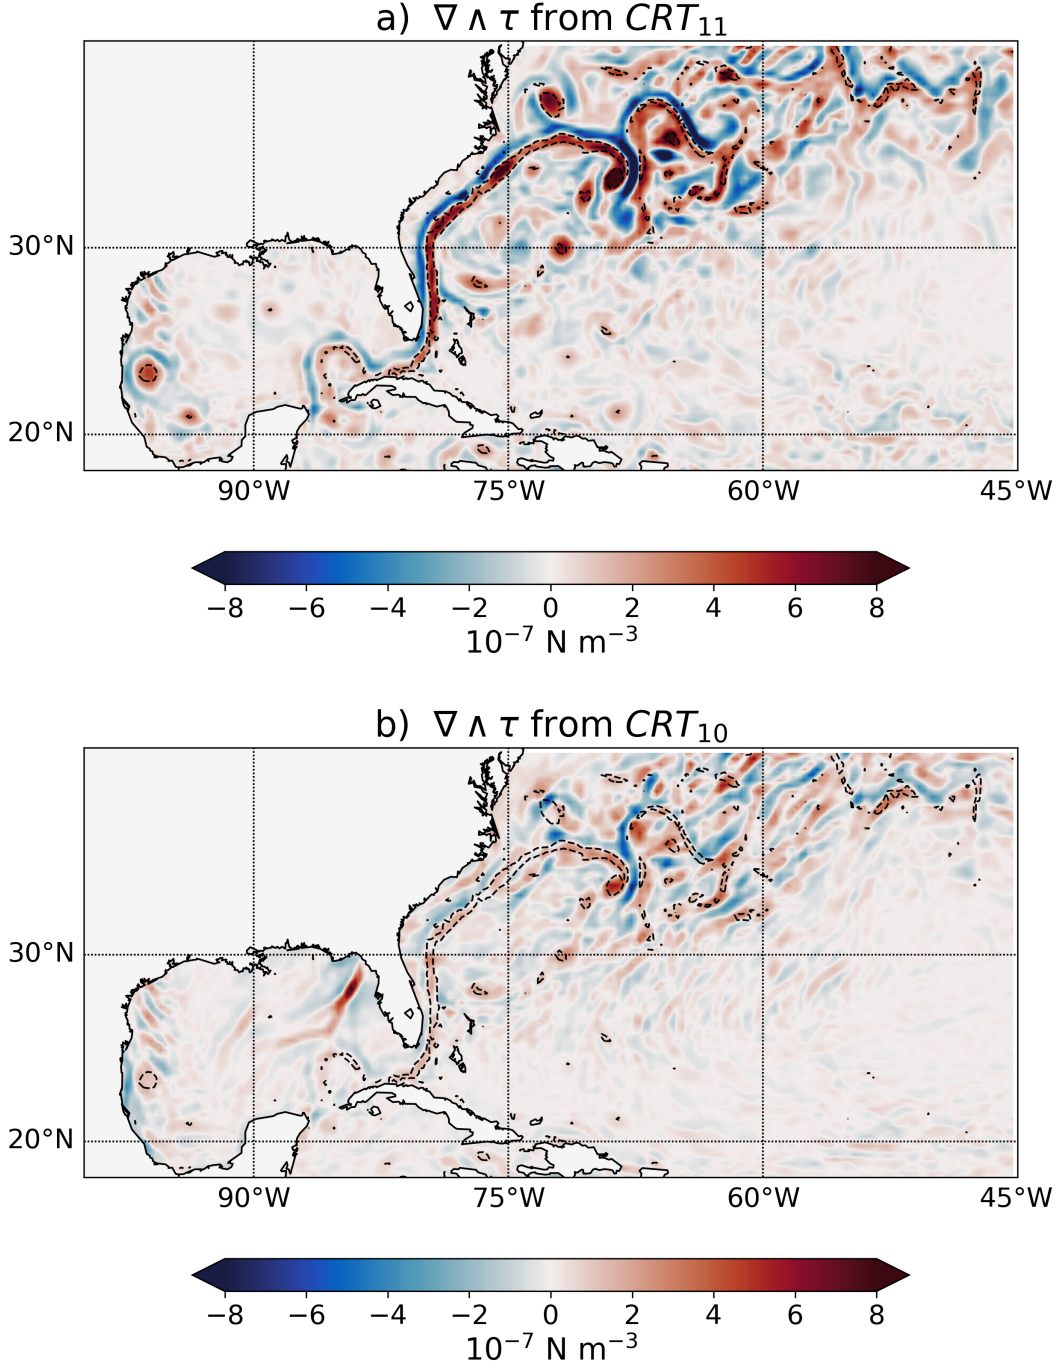 a) ∇ ∧ τ from CRT₁₁
30°N
20°N
90°W 75°W 60°W 45°W
−8 −6 −4 −2 0 2 4 6 8
10⁻⁷ N m⁻³
b) ∇ ∧ τ from CRT₁₀
30°N
20°N
90°W 75°W 60°W 45°W
−8 −6 −4 −2 0 2 4 6 8
10⁻⁷ N m⁻³